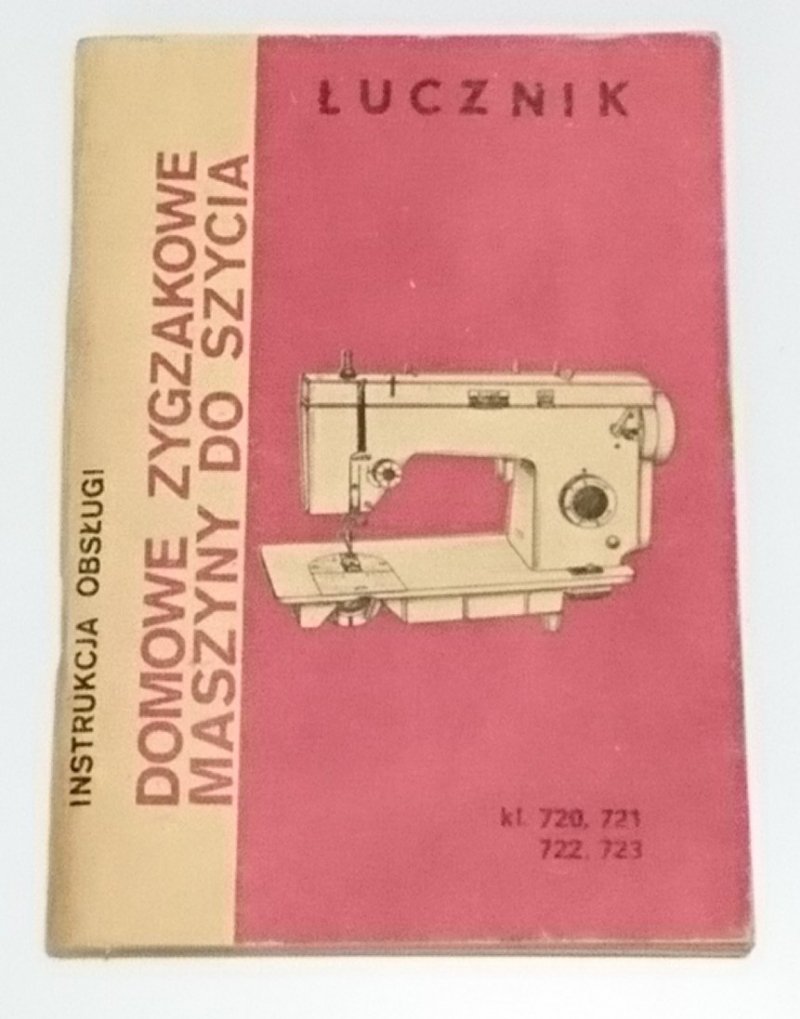 ŁUCZNIK
INSTRUKCJA OBSŁUGI
DOMOWE ZYGZAKOWE
MASZYNY DO SZYCIA
kl. 720, 721
722, 723